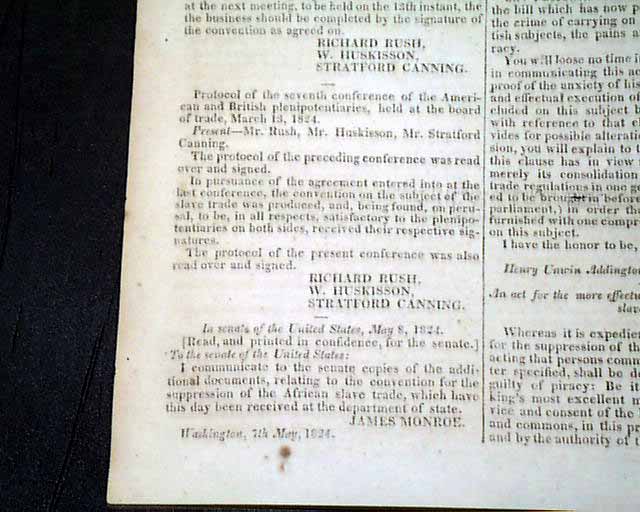 at the next meeting, to be held on the 13th instant, the
the business should be completed by the signature of
the convention as agreed on.
RICHARD RUSH,
W. HUSKISSON,
STRATFORD CANNING.
Protocol of the seventh conference of the Ameri-
can and British plenipotentiaries, held at the board
of trade, March 13, 1824.
Present—Mr. Rush, Mr. Huskisson, Mr. Stratford
Canning.
The protocol of the preceding conference was read
over and signed.
In pursuance of the agreement entered into at the
last conference, the convention on the subject of the
slave trade was produced, and, being found, on peru-
sal, to be, in all respects, satisfactory to the plenipo-
tentiaries on both sides, received their respective sig-
natures.
The protocol of the present conference was also
read over and signed.
RICHARD RUSH,
W. HUSKISSON,
STRATFORD CANNING.
In senate of the United States, May 8, 1824.
[Read, and printed in confidence, for the senate.]
To the senate of the United States:
I communicate to the senate copies of the addi-
tional documents, relating to the convention for the
suppression of the African slave trade, which have
this day been received at the department of state.
JAMES MONROE.
Washington, 7th May, 1824.
the bill which has now
the crime of carrying on
tish subjects, the pains a
racy.
You will loose no time i
in communicating this a
proof of the anxiety of his
and effectual execution of
cluded on this subject b
with reference to that cl
vides for possible alterat
sion, you will explain to t
this clause has in view
merely its consolidation
trade regulations in one
ed to be brought in before
parliament,) in order th
furnished with one comp
on this subject.
I have the honor to be,
Henry Unwin Addington
An act for the more effectu
slave
Whereas it is expedien
for the suppression of th
acting that persons comm
ter specified, shall be de
guilty of piracy: Be it
king's most excellent m
vice and consent of the l
and commons, in this pr
and by the authority of t